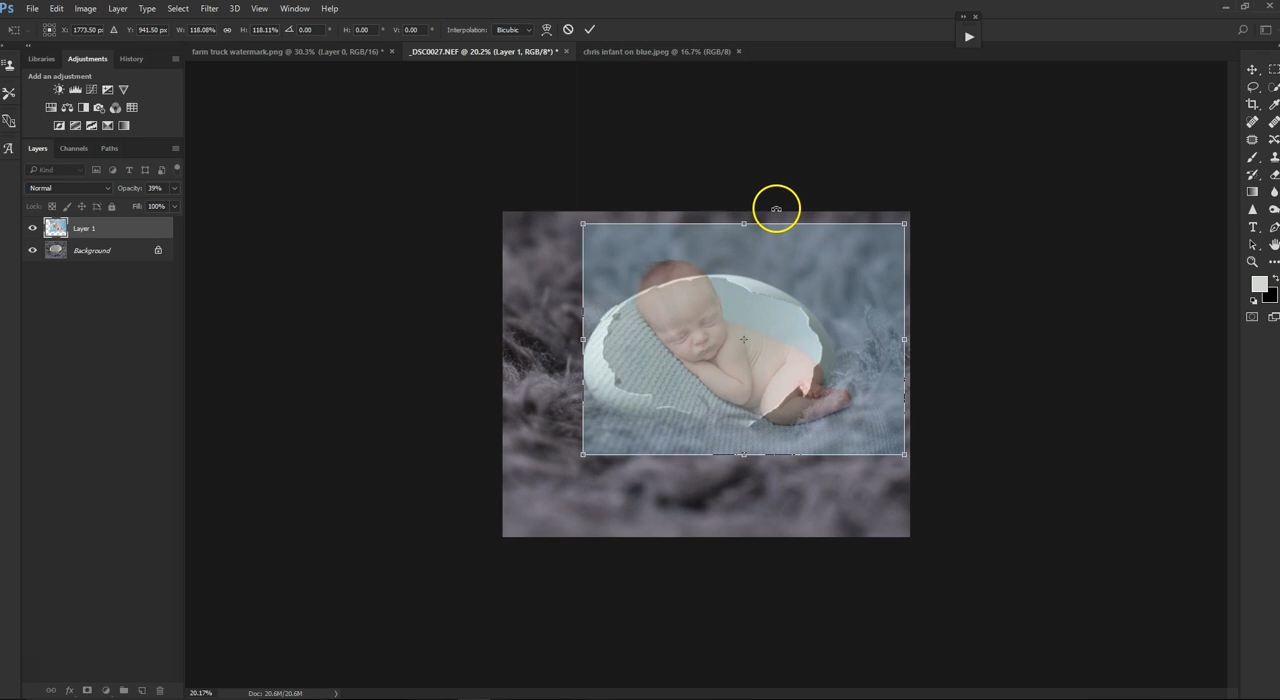 Ps File Edit Image Layer Type Select Filter 3D View Window Help
X: 1773.50 px Y: 941.50 px W: 118.08% H: 118.11% 0.00 ° H: 0.00 ° V: 0.00 ° Interpolation: Bicubic
farm truck watermark.png @ 30.3% (Layer 0, RGB/16) * × _DSC0027.NEF @ 20.2% (Layer 1, RGB/8*) * × chris infant on blue.jpeg @ 16.7% (RGB/8) ×
Libraries Adjustments History
Add an adjustment
Layers Channels Paths
Kind
Normal Opacity: 39%
Lock: Fill: 100%
Layer 1
Background
20.17% Doc: 20.6M/20.6M